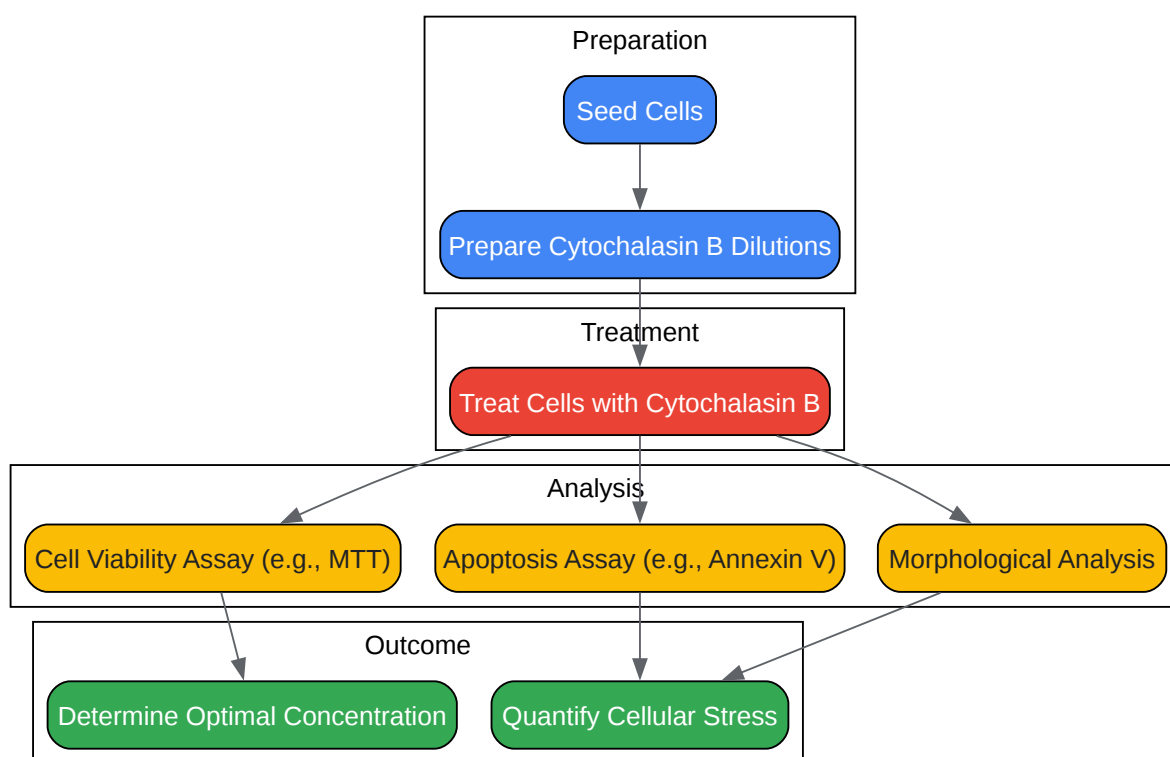 Preparation
Seed Cells
Prepare Cytochalasin B Dilutions
Treatment
Treat Cells with Cytochalasin B
Analysis
Cell Viability Assay (e.g., MTT)
Apoptosis Assay (e.g., Annexin V)
Morphological Analysis
Outcome
Determine Optimal Concentration
Quantify Cellular Stress